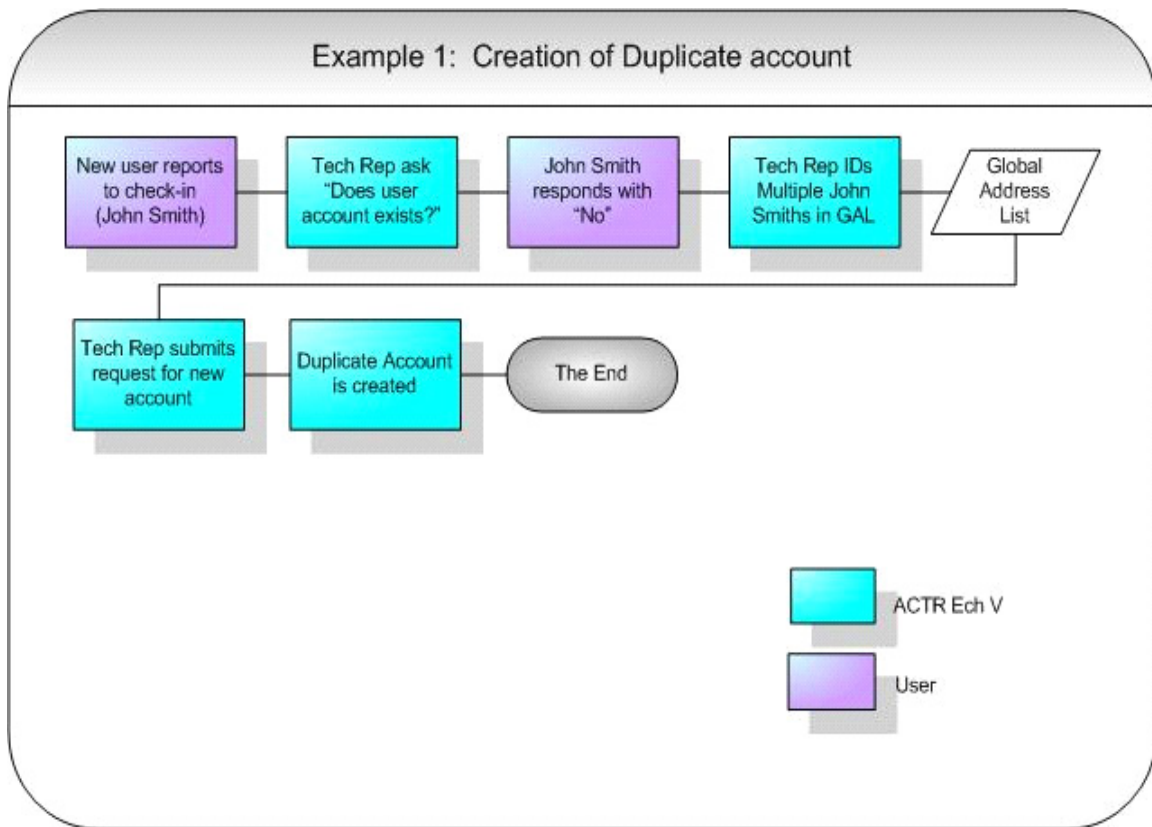 Example 1: Creation of Duplicate account
New user reports
to check-in
(John Smith)
Tech Rep ask
“Does user
account exists?”
John Smith
responds with
“No”
Tech Rep IDs
Multiple John
Smiths in GAL
Global
Address
List
Tech Rep submits
request for new
account
Duplicate Account
is created
The End
ACTR Ech V
User